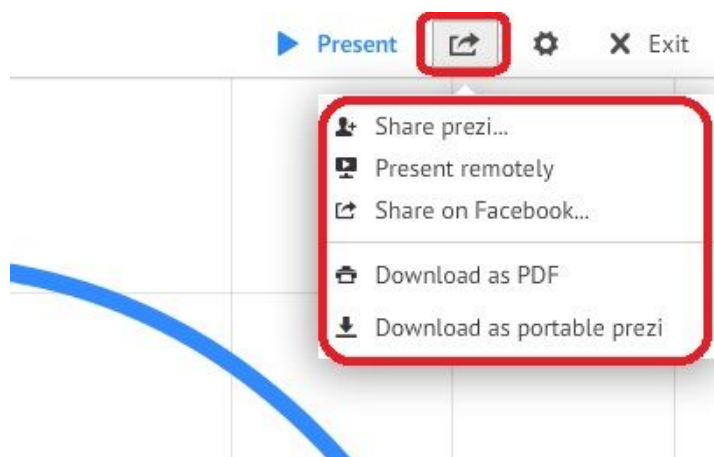 Present Exit
Share prezi...
Present remotely
Share on Facebook...
Download as PDF
Download as portable prezi